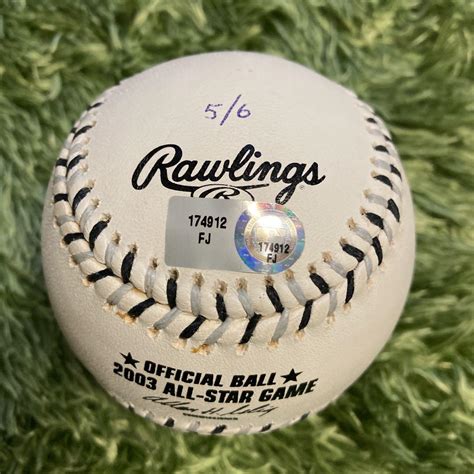 5/6
Rawlings
R
174912
FJ
174912
FJ
★ OFFICIAL BALL ★
2003 ALL-STAR GAME